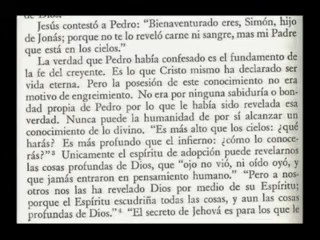 de Dios.
Jesús contestó a Pedro: “Bienaventurado eres, Simón, hijo
de Jonás; porque no te lo reveló carne ni sangre, mas mi Padre
que está en los cielos.”
La verdad que Pedro había confesado es el fundamento de
la fe del creyente. Es lo que Cristo mismo ha declarado ser
vida eterna. Pero la posesión de este conocimiento no era
motivo de engreimiento. No era por ninguna sabiduría o bon-
dad propia de Pedro por lo que le había sido revelada esa
verdad. Nunca puede la humanidad de por sí alcanzar un
conocimiento de lo divino. “Es más alto que los cielos: ¿qué
harás? Es más profundo que el infierno: ¿cómo lo conoce-
rás?”³ Unicamente el espíritu de adopción puede revelarnos
las cosas profundas de Dios, que “ojo no vió, ni oído oyó, y
que jamás entraron en pensamiento humano.” “Pero a nos-
otros nos las ha revelado Dios por medio de su Espíritu;
porque el Espíritu escudriña todas las cosas, y aun las cosas
profundas de Dios.”⁴ “El secreto de Jehová es para los que le